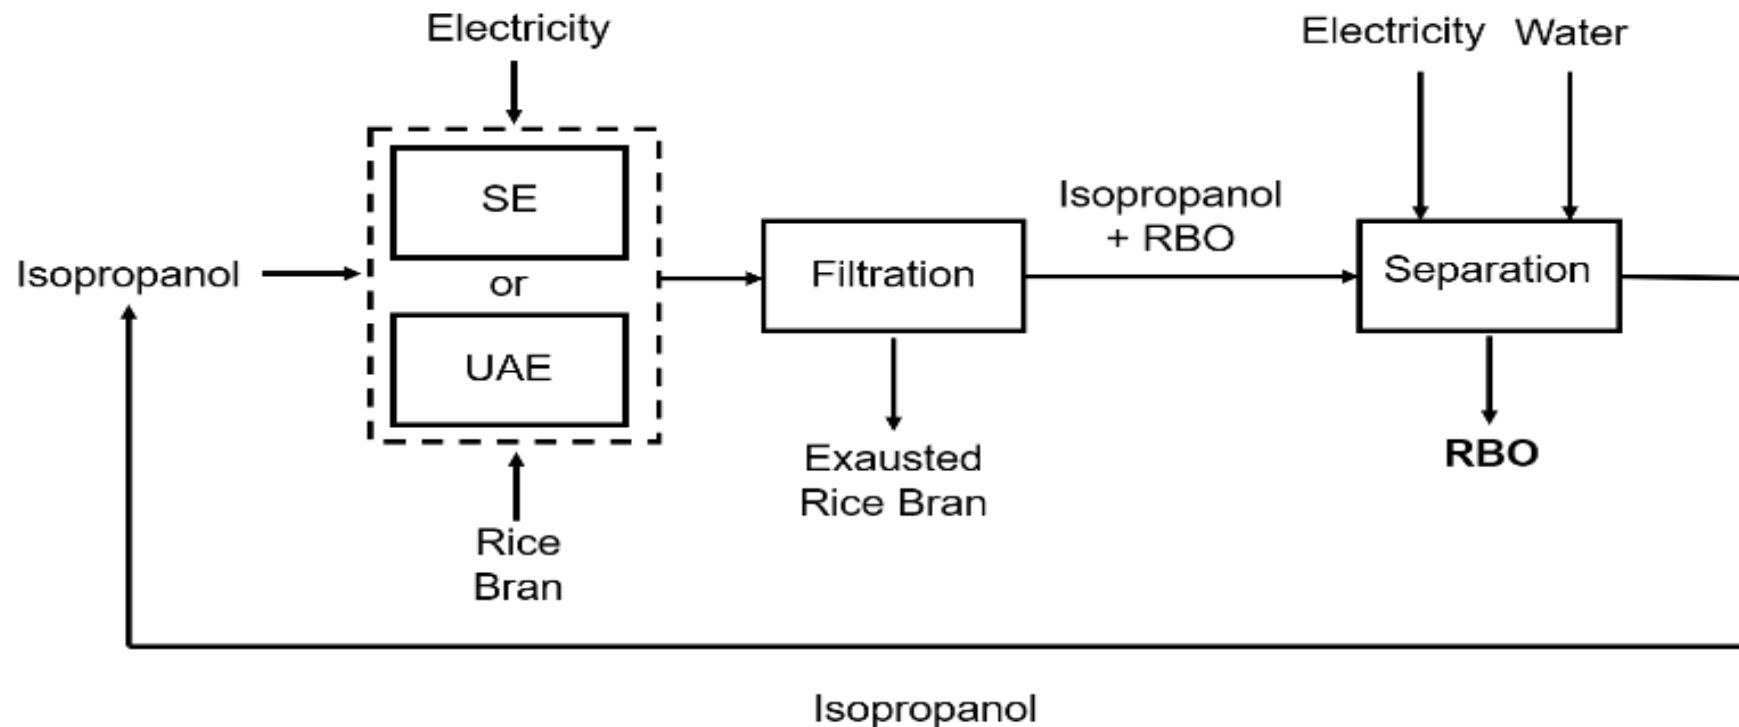 Electricity
Electricity Water
SE
Isopropanol
+ RBO
Isopropanol
or
Filtration
Separation
UAE
Exausted
Rice Bran
RBO
Rice
Bran
Isopropanol